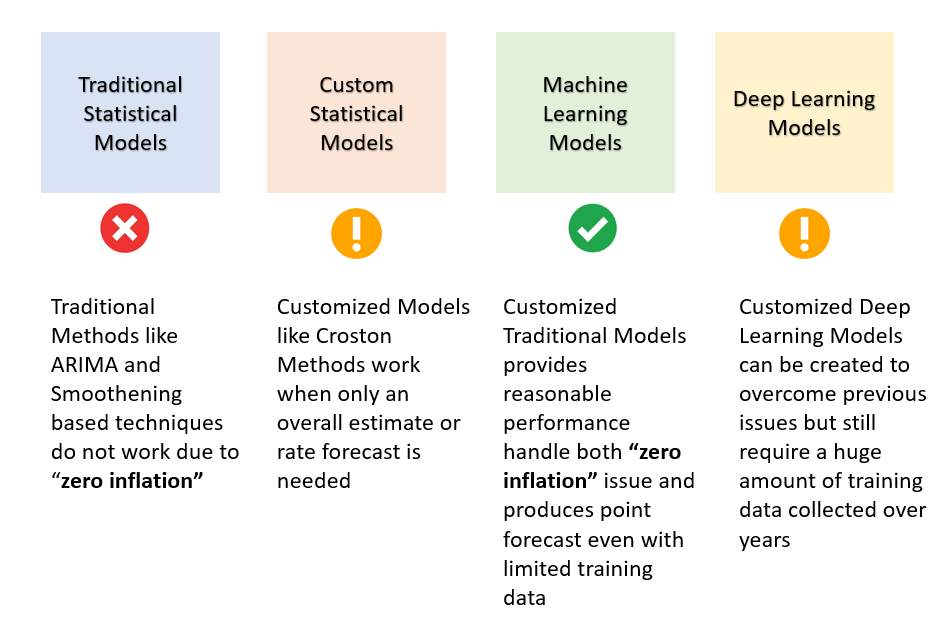 Traditional
Statistical
Models
Custom
Statistical
Models
Machine
Learning
Models
Deep Learning
Models
Traditional
Methods like
ARIMA and
Smoothening
based techniques
do not work due to
“zero inflation”
Customized Models
like Croston
Methods work
when only an
overall estimate or
rate forecast is
needed
Customized
Traditional Models
provides
reasonable
performance
handle both “zero
inflation” issue and
produces point
forecast even with
limited training
data
Customized Deep
Learning Models
can be created to
overcome previous
issues but still
require a huge
amount of training
data collected over
years